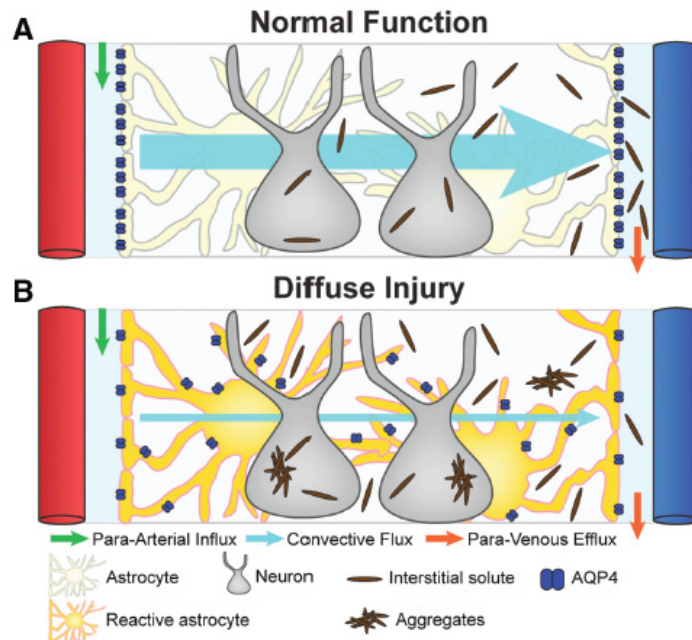 A
Normal Function
B
Diffuse Injury
Para-Arterial Influx
Convective Flux
Para-Venous Efflux
Astrocyte
Neuron
Interstitial solute
AQP4
Reactive astrocyte
Aggregates